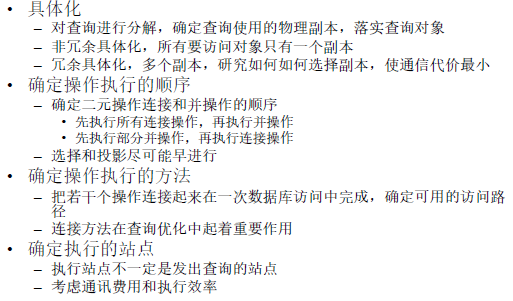 • 具体化
– 对查询进行分解，确定查询使用的物理副本，落实查询对象
– 非冗余具体化，所有要访问对象只有一个副本
– 冗余具体化，多个副本，研究如何如何选择副本，使通信代价最小
• 确定操作执行的顺序
– 确定二元操作连接和并操作的顺序
• 先执行所有连接操作，再执行并操作
• 先执行部分并操作，再执行连接操作
– 选择和投影尽可能早进行
• 确定操作执行的方法
– 把若干个操作连接起来在一次数据库访问中完成，确定可用的访问路
径
– 连接方法在查询优化中起着重要作用
• 确定执行的站点
– 执行站点不一定是发出查询的站点
– 考虑通讯费用和执行效率